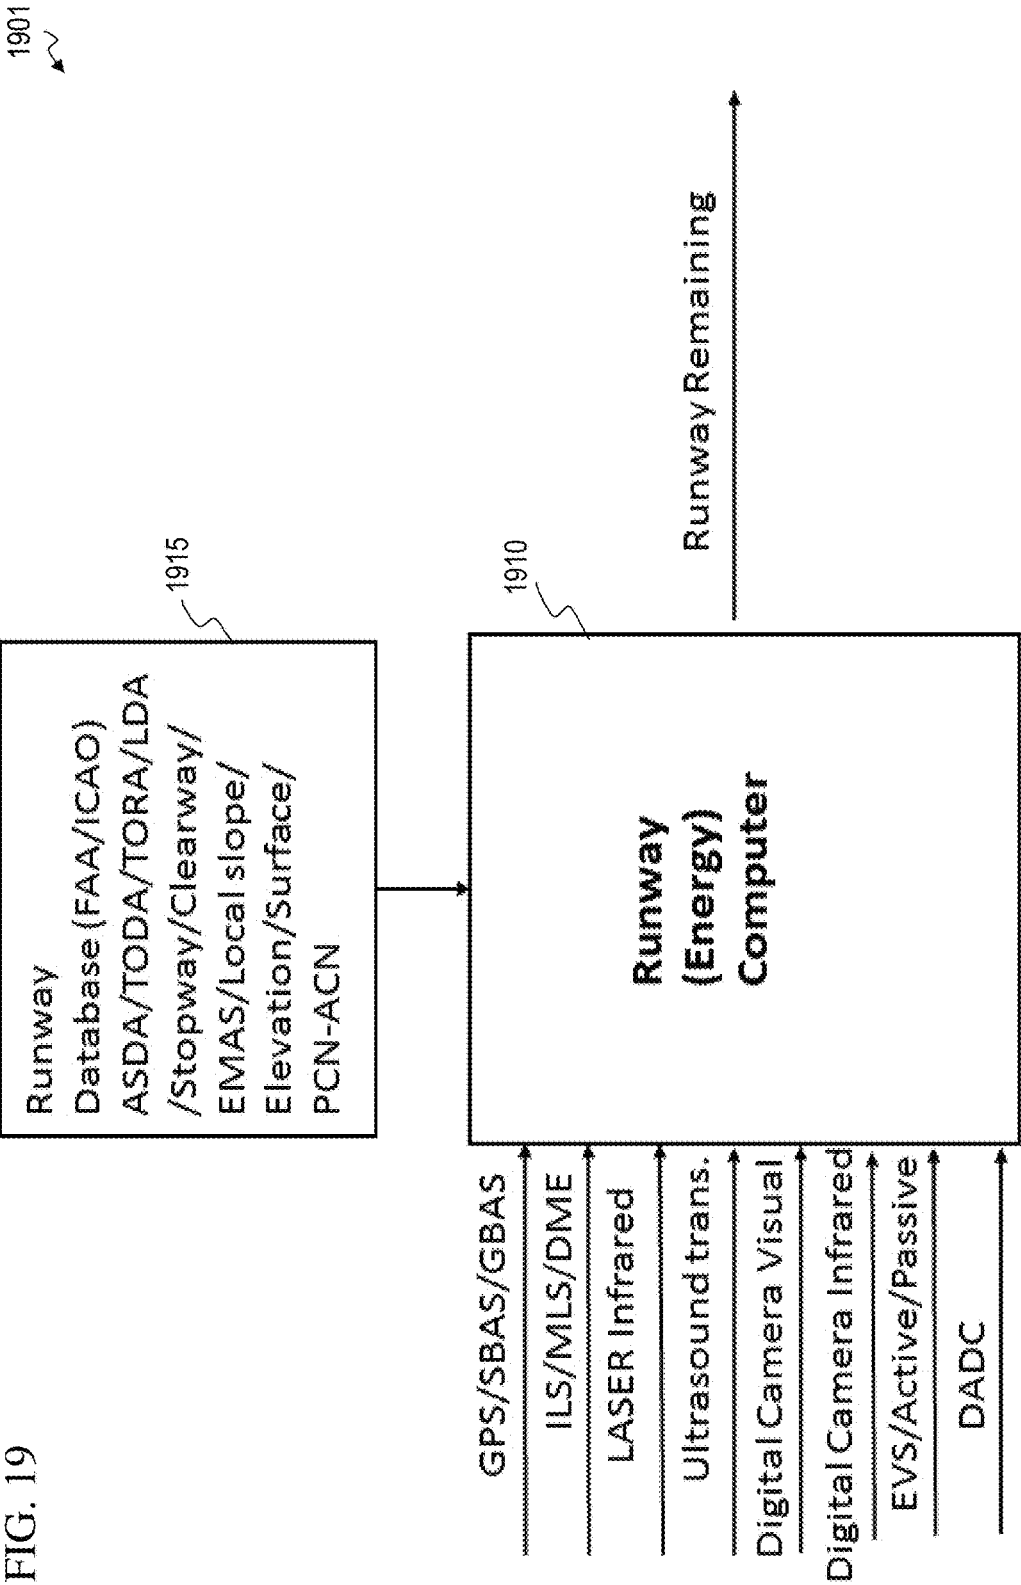 FIG. 19
1901
Runway
Database (FAA/ICAO)
ASDA/TODA/TORA/LDA
/Stopway/Clearway/
EMAS/Local slope/
Elevation/Surface/
PCN-ACN
1915
GPS/SBAS/GBAS
ILS/MLS/DME
LASER Infrared
Ultrasound trans.
Digital Camera Visual
Digital Camera Infrared
EVS/Active/Passive
DADC
1910
Runway
(Energy)
Computer
Runway Remaining